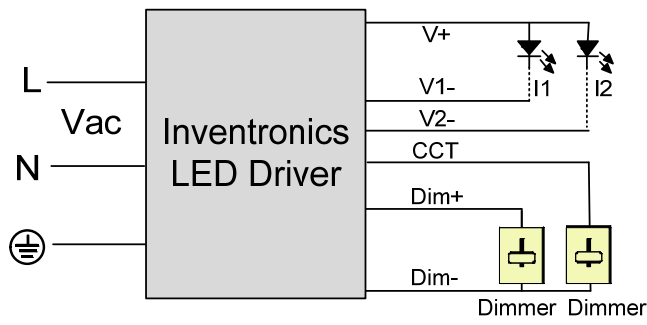 L
Vac
N
Inventronics
LED Driver
V+
V1-
I1
I2
V2-
CCT
Dim+
Dim-
Dimmer
Dimmer